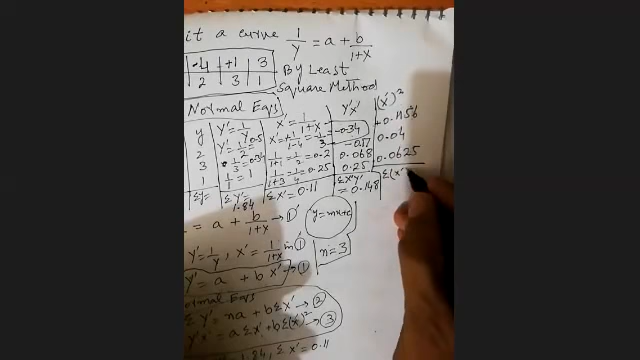 it a curve 1/y = a + b/1+x
-4 | +1 | 3
2 | 3 | 1
By Least
Square Method
Normal Eqs
y | Y'=1/y | X'=1/1+x | Y'X' | (X')²
2 | 1/2=0.5 | X'=1/1-4=1/-3=-0.34 | -0.17 | +0.1156
3 | 1/3=0.34 | 1/1+1=1/2=0.2 | 0.068 | 0.04
1 | 1/1=1 | 1/1+3=1/4=0.25 | 0.25 | 0.0625
Σy= | ΣY'=1.84 | ΣX'=0.11 | ΣX'Y'=0.148 | Σ(X'
= a + b/1+x → ①'
y=mx+c
Y'=1/y, X'=1/1+x in ①'
n=3
Y' = a + bX' → ①
ormal Eqs
ΣY' = na + bΣX' → ②
Y'X' = aΣX' + bΣ(X')² → ③
1.84, ΣX' = 0.11